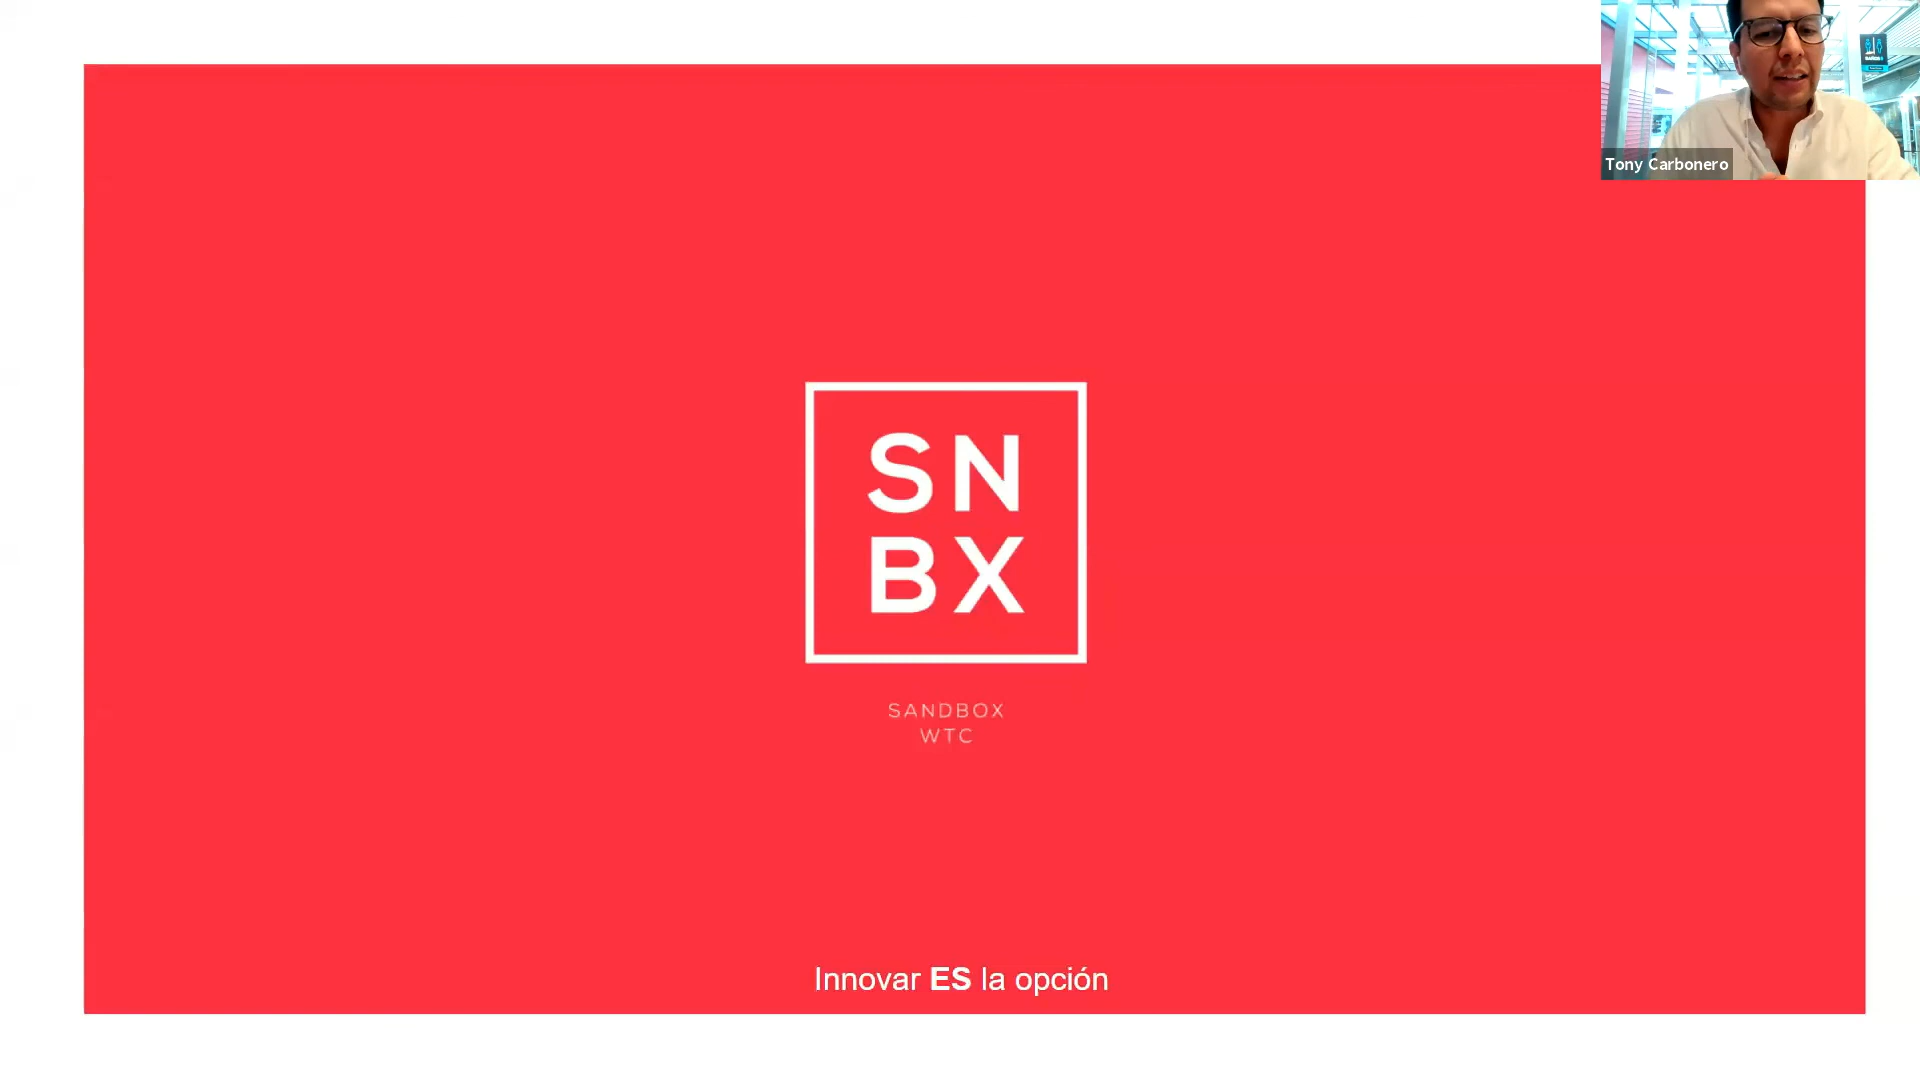 Tony Carbonero
SN
BX
SANDBOX
WTC
Innovar ES la opción